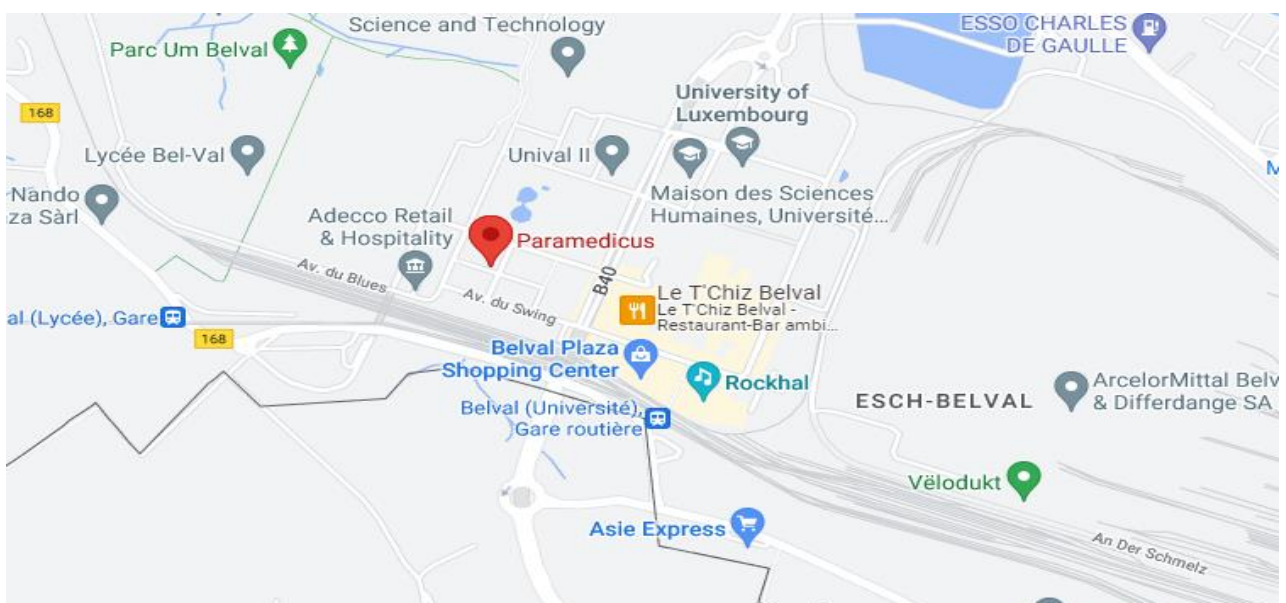 Science and Technology
ESSO CHARLES
DE GAULLE
Parc Um Belval
University of
Luxembourg
168
Lycée Bel-Val
Unival II
Maison des Sciences
Humaines, Université...
Nando
Sàrl
Adecco Retail
& Hospitality
Paramedicus
Av. du Blues
B40
Av. du Swing
Le T'Chiz Belval
Le T'Chiz Belval -
Restaurant-Bar ambi...
al (Lycée), Gare
168
Belval Plaza
Shopping Center
Rockhal
ArcelorMittal Belv
& Differdange SA
ESCH-BELVAL
Belval (Université),
Gare routière
Vëlodukt
Asie Express
An Der Schmelz